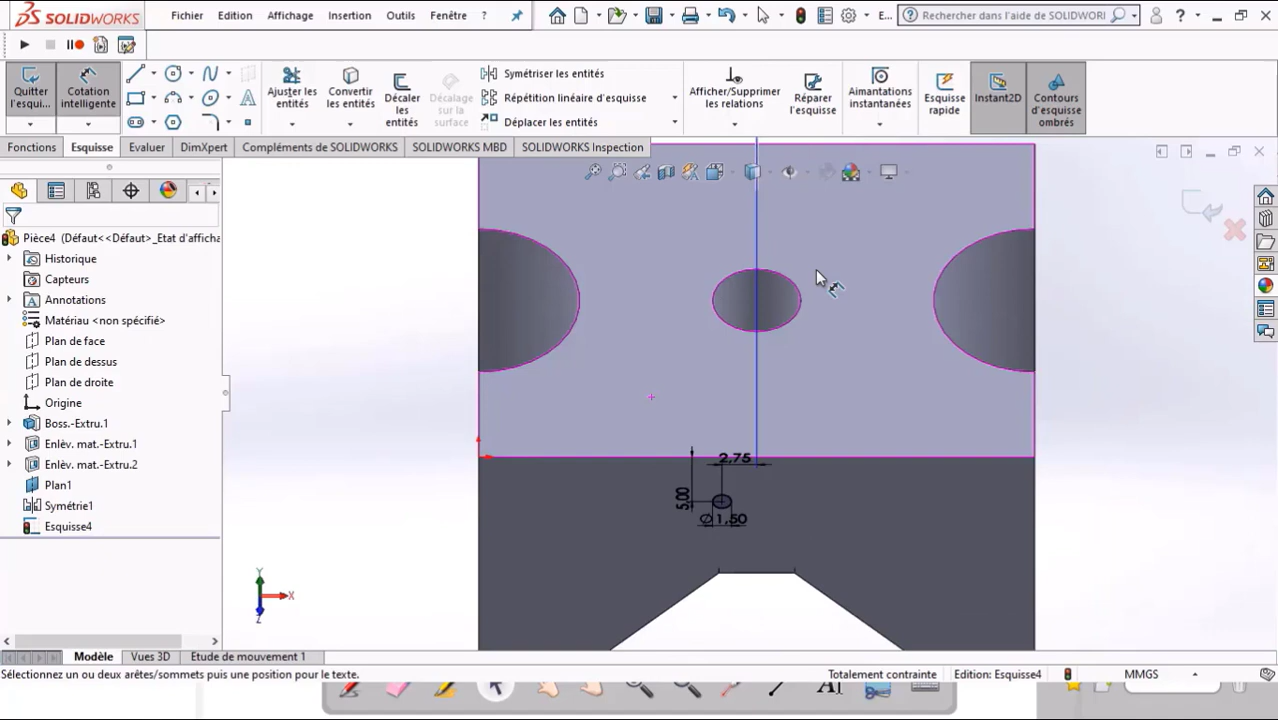 SOLIDWORKS
Fichier Edition Affichage Insertion Outils Fenêtre ? E... Rechercher dans l'aide de SOLIDWORI
Quitter l'esqui...
Cotation intelligente
Ajuster les entités
Convertir les entités
Décaler les entités
Décalage sur la surface
Symétriser les entités
Répétition linéaire d'esquisse
Déplacer les entités
Afficher/Supprimer les relations
Réparer l'esquisse
Aimantations instantanées
Esquisse rapide
Instant2D
Contours d'esquisse ombrés
Fonctions Esquisse Evaluer DimXpert Compléments de SOLIDWORKS SOLIDWORKS MBD SOLIDWORKS Inspection
Pièce4 (Défaut<<Défaut>_Etat d'afficha
Historique
Capteurs
Annotations
Matériau <non spécifié>
Plan de face
Plan de dessus
Plan de droite
Origine
Boss.-Extru.1
Enlèv. mat.-Extru.1
Enlèv. mat.-Extru.2
Plan1
Symétrie1
Esquisse4
2,75
5,00
Ø1,50
Y
X
Z
Modèle Vues 3D Etude de mouvement 1
Sélectionnez un ou deux arêtes/sommets puis une position pour le texte. Totalement contrainte Edition: Esquisse4 MMGS